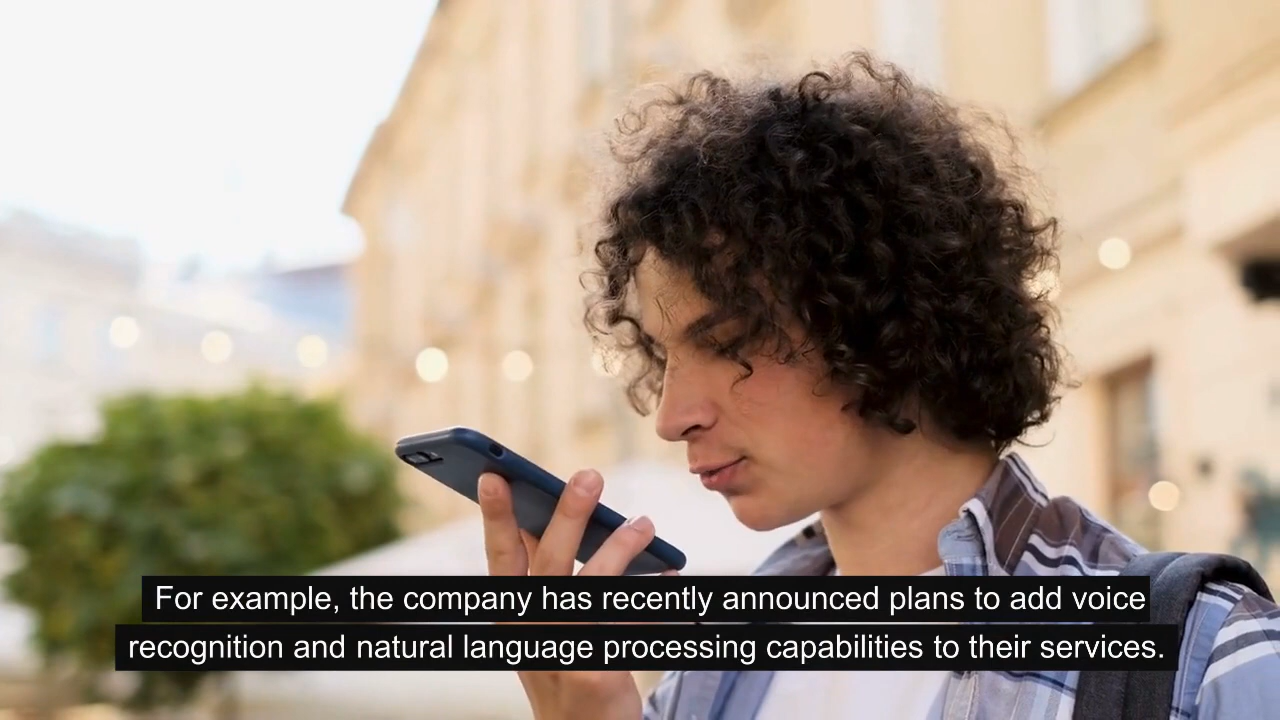 For example, the company has recently announced plans to add voice
recognition and natural language processing capabilities to their services.